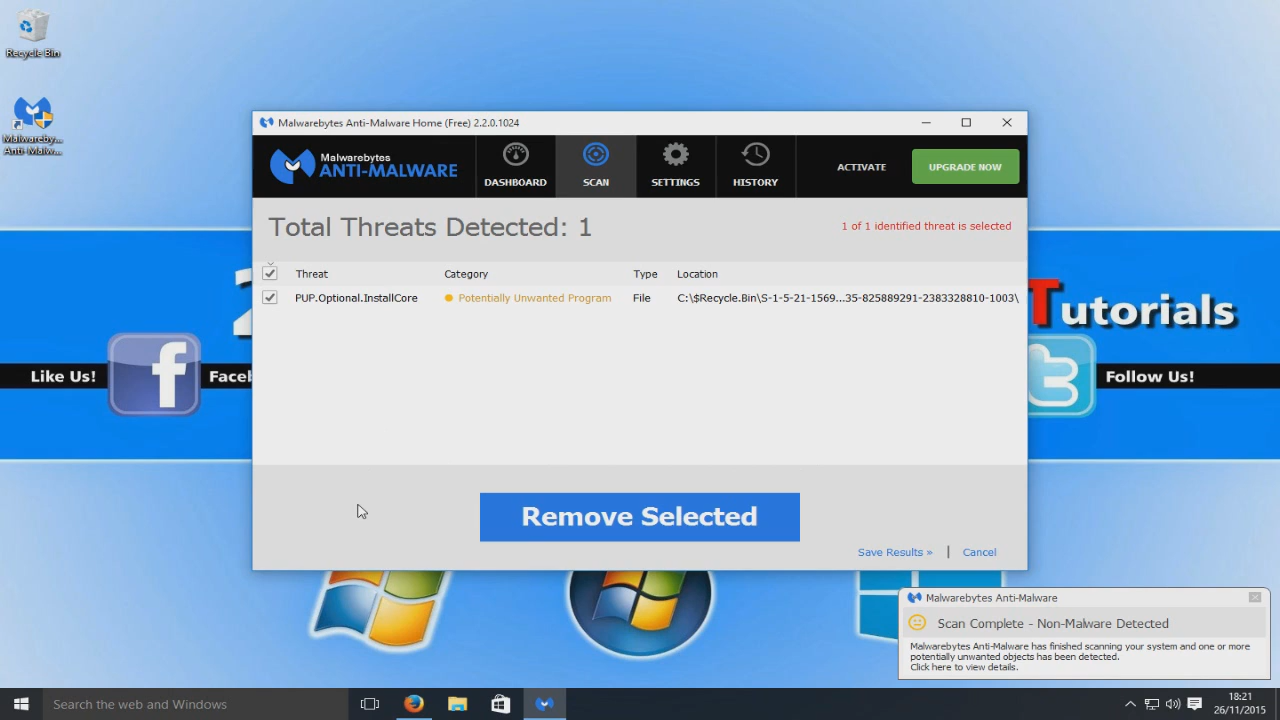 Recycle Bin
Malwareby...
Anti-Malw...
Malwarebytes Anti-Malware Home (Free) 2.2.0.1024
Malwarebytes
ANTI-MALWARE
DASHBOARD
SCAN
SETTINGS
HISTORY
ACTIVATE
UPGRADE NOW
Total Threats Detected: 1
1 of 1 identified threat is selected
Threat Category Type Location
PUP.Optional.InstallCore Potentially Unwanted Program File C:\$Recycle.Bin\S-1-5-21-1569...35-825889291-2383328810-1003\
2
Tutorials
Like Us!
Faceb
Follow Us!
Remove Selected
Save Results »
Cancel
Malwarebytes Anti-Malware
Scan Complete - Non-Malware Detected
Malwarebytes Anti-Malware has finished scanning your system and one or more
potentially unwanted objects has been detected.
Click here to view details.
Search the web and Windows
18:21
26/11/2015